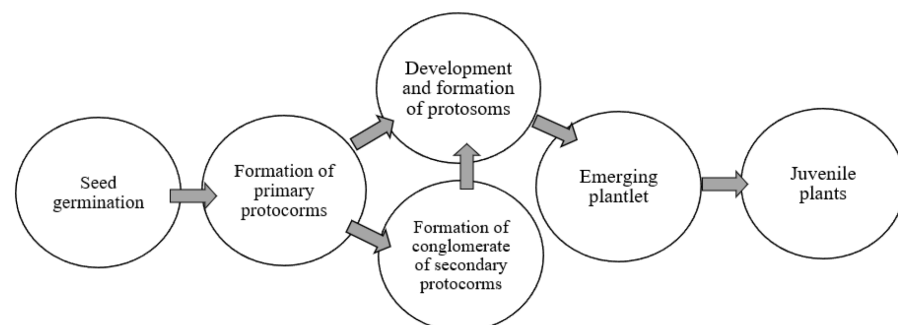 Seed
germination
Formation of
primary
protocorms
Development
and formation
of protosoms
Formation of
conglomerate
of secondary
protocorms
Emerging
plantlet
Juvenile
plants